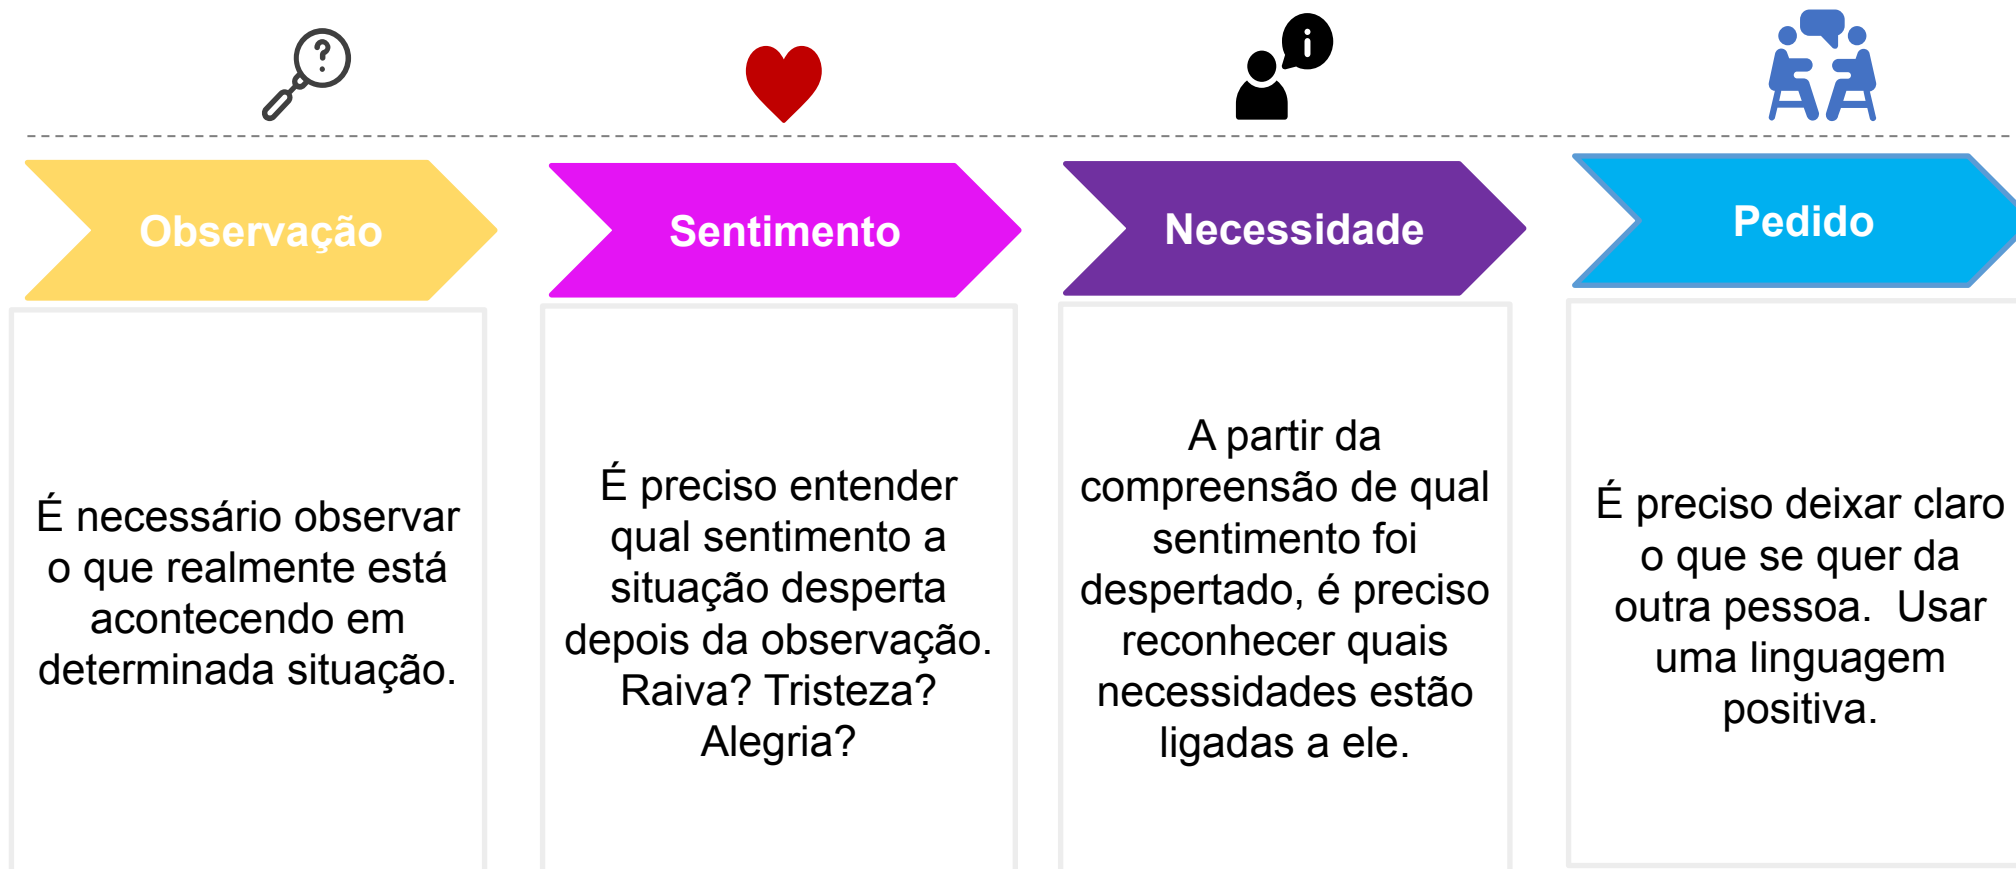 ?
i
Observação
Sentimento
Necessidade
Pedido
É necessário observar
o que realmente está
acontecendo em
determinada situação.
É preciso entender
qual sentimento a
situação desperta
depois da observação.
Raiva? Tristeza?
Alegria?
A partir da
compreensão de qual
sentimento foi
despertado, é preciso
reconhecer quais
necessidades estão
ligadas a ele.
É preciso deixar claro
o que se quer da
outra pessoa.  Usar
uma linguagem
positiva.